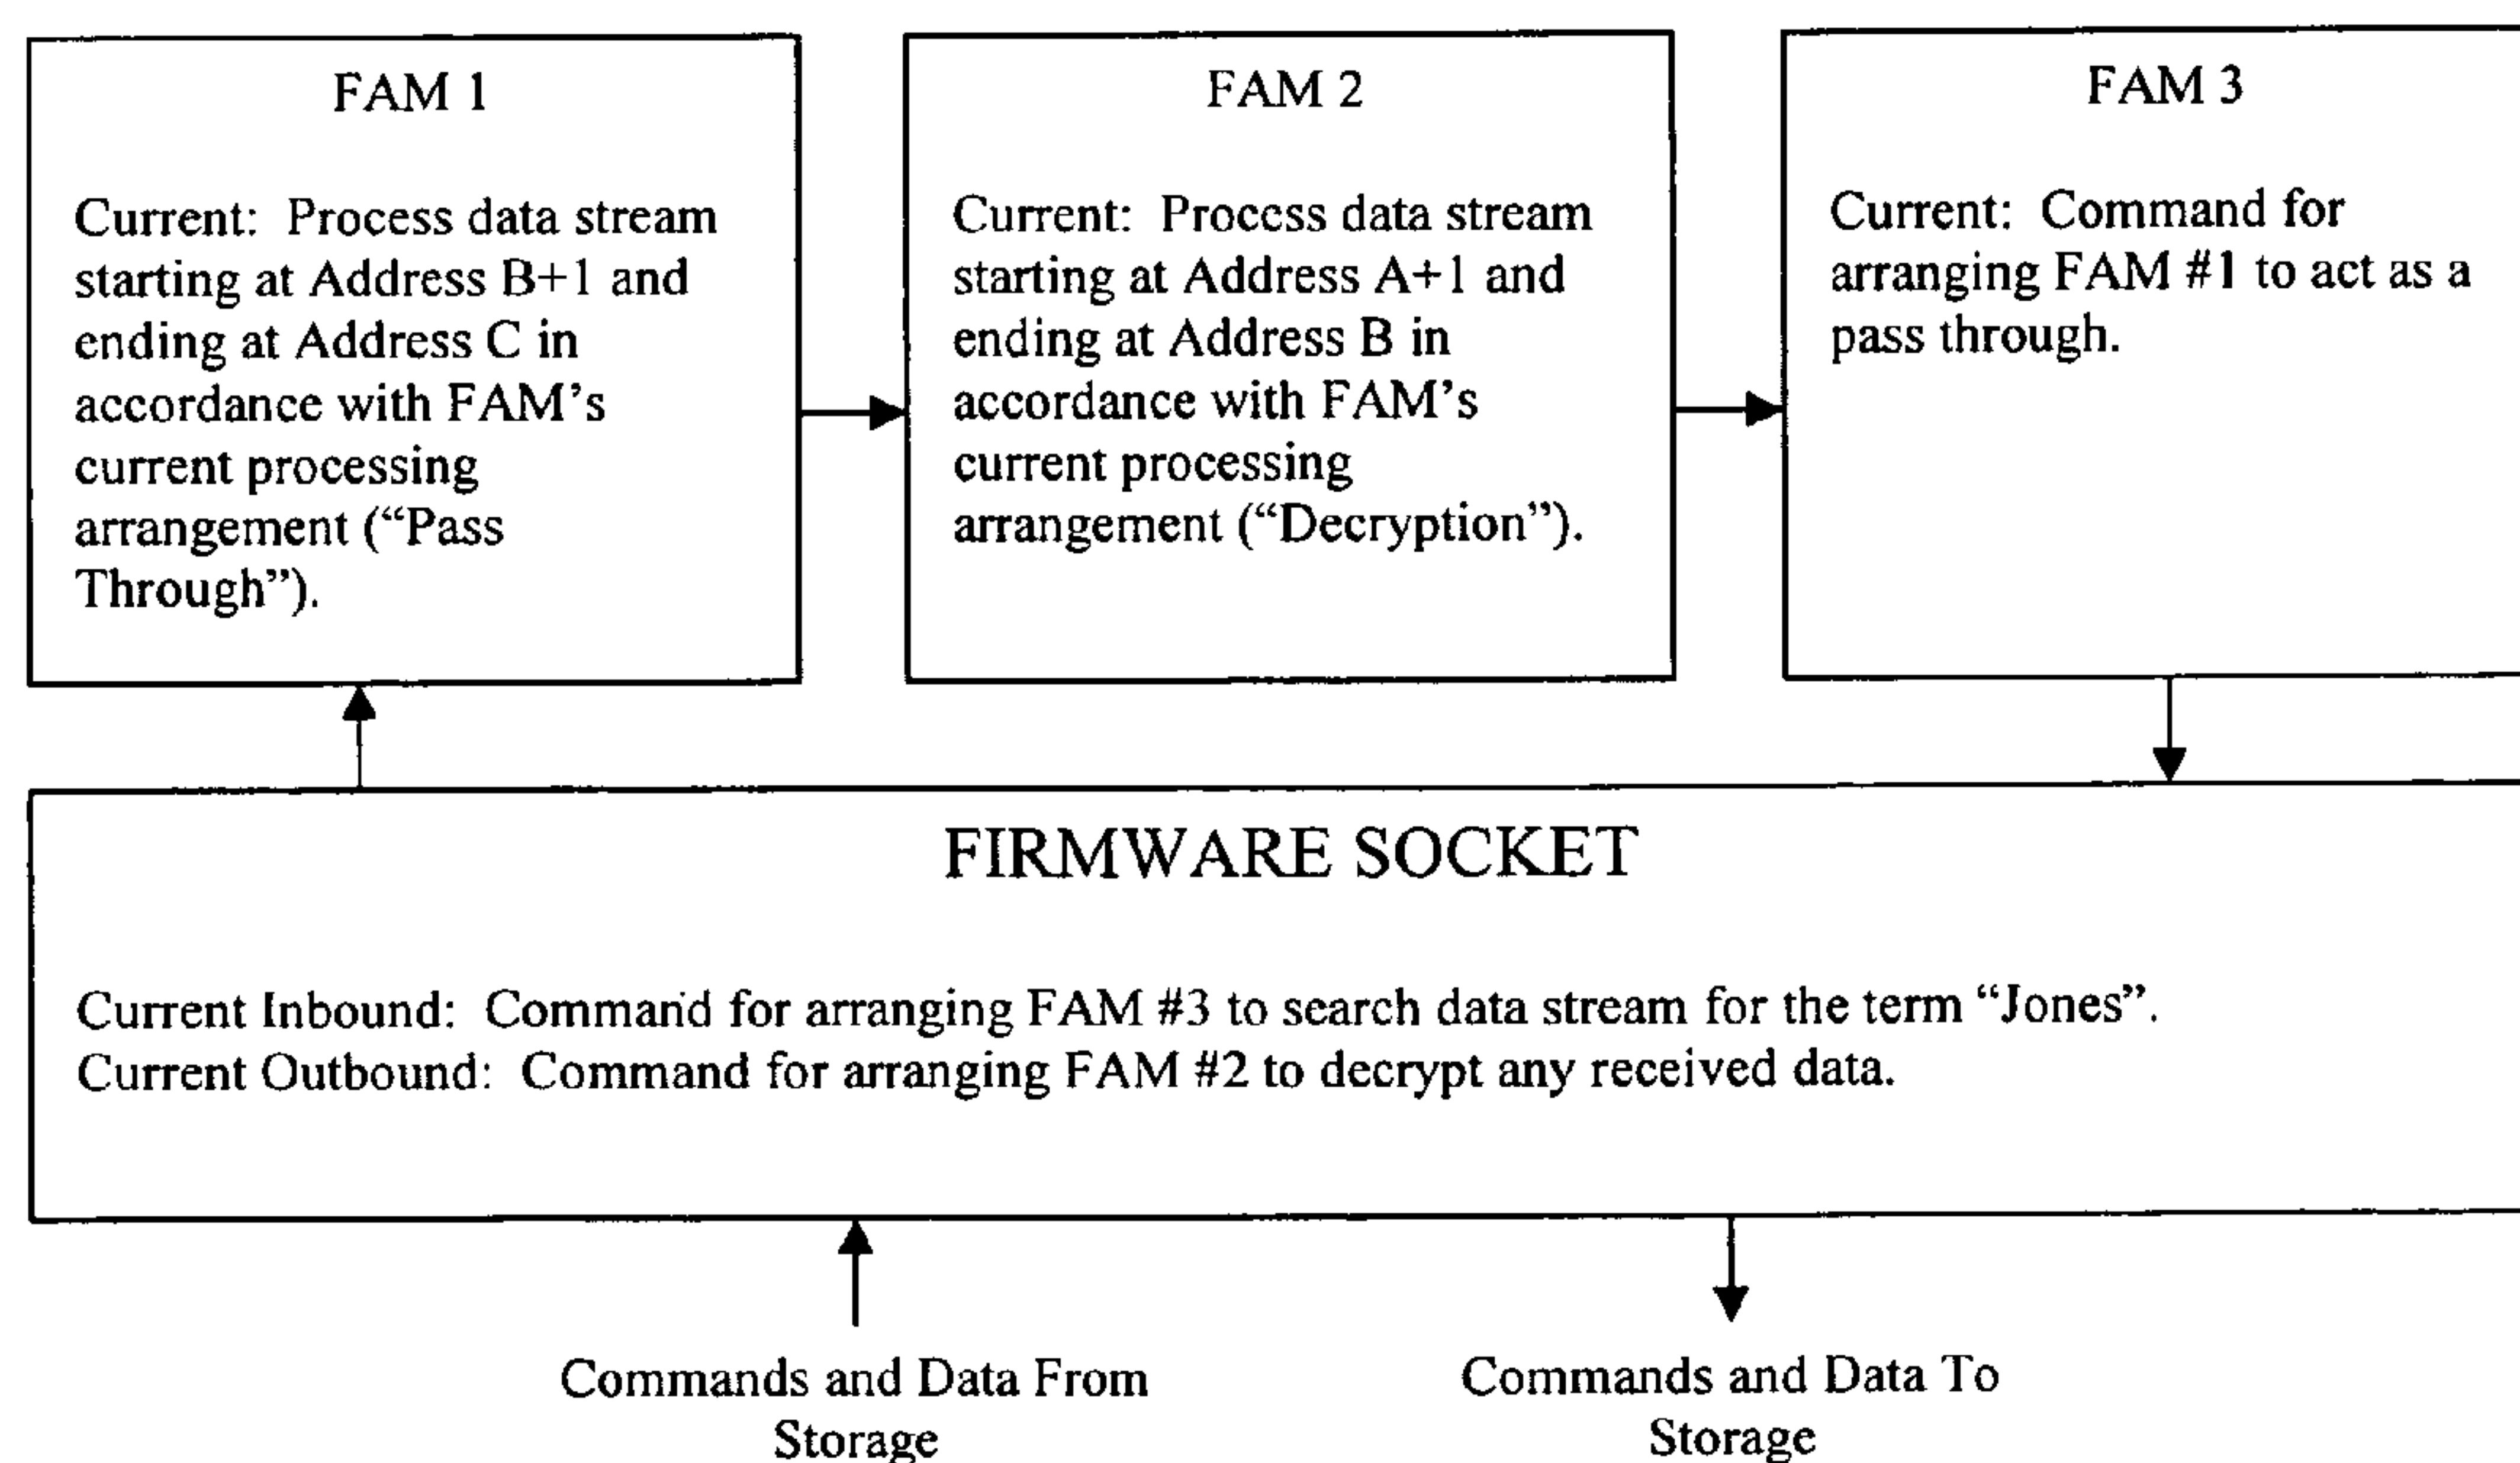 FAM 1
Current: Process data stream
starting at Address B+1 and
ending at Address C in
accordance with FAM's
current processing
arrangement (“Pass
Through”).
FAM 2
Current: Process data stream
starting at Address A+1 and
ending at Address B in
accordance with FAM's
current processing
arrangement (“Decryption”).
FAM 3
Current: Command for
arranging FAM #1 to act as a
pass through.
FIRMWARE SOCKET
Current Inbound: Command for arranging FAM #3 to search data stream for the term “Jones”.
Current Outbound: Command for arranging FAM #2 to decrypt any received data.
Commands and Data From
Storage
Commands and Data To
Storage